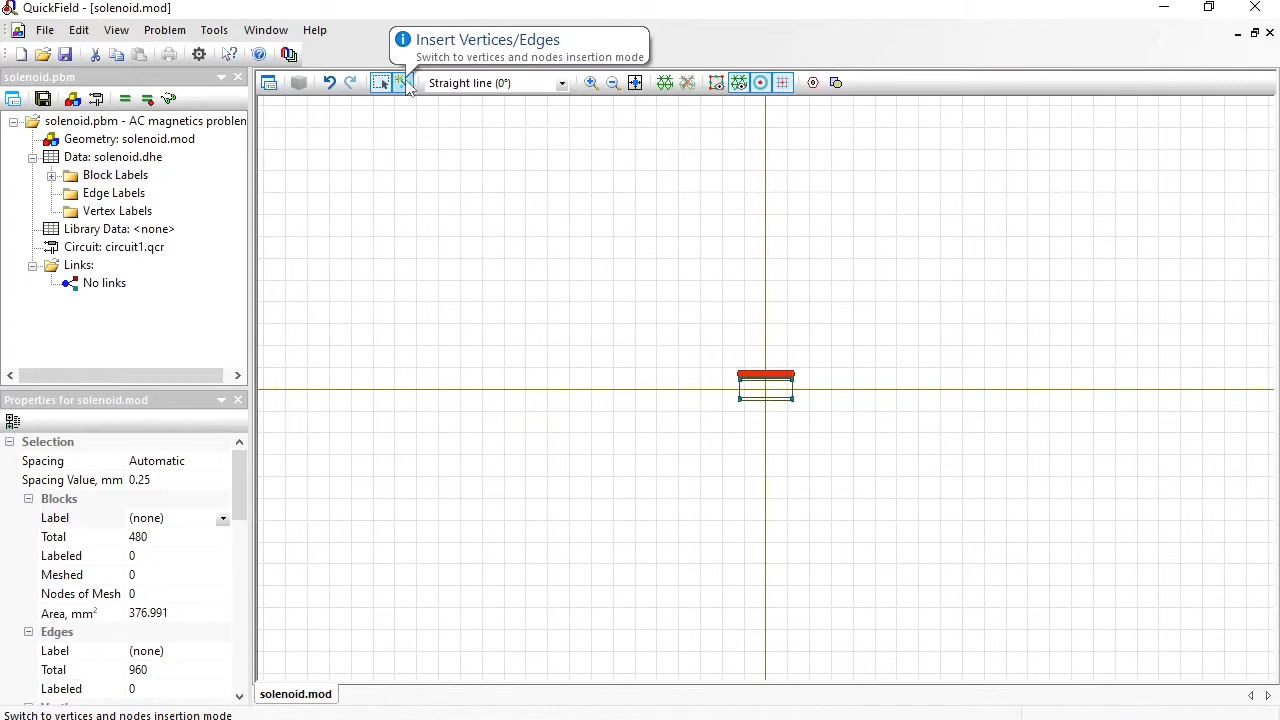 QuickField - [solenoid.mod]
File Edit View Problem Tools Window Help
Insert Vertices/Edges
Switch to vertices and nodes insertion mode
solenoid.pbm
Straight line (0°)
solenoid.pbm - AC magnetics problem
Geometry: solenoid.mod
Data: solenoid.dhe
Block Labels
Edge Labels
Vertex Labels
Library Data: <none>
Circuit: circuit1.qcr
Links:
No links
Properties for solenoid.mod
Selection
Spacing Automatic
Spacing Value, mm 0.25
Blocks
Label (none)
Total 480
Labeled 0
Meshed 0
Nodes of Mesh 0
Area, mm² 376.991
Edges
Label (none)
Total 960
Labeled 0
solenoid.mod
Switch to vertices and nodes insertion mode